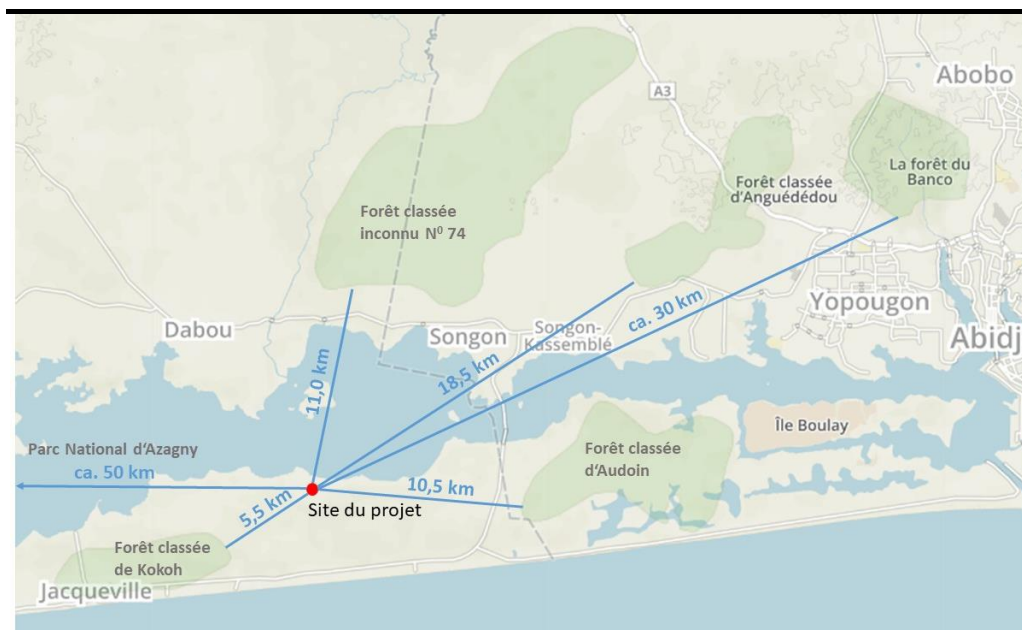 Abobo
A3
La forêt du
Banco
Forêt classée
d'Anguédédou
Forêt classée
inconnu N⁰ 74
Yopougon
ca. 30 km
Dabou
Songon
Songon-
Kassemblé
Abidj
18,5 km
11,0 km
Île Boulay
Parc National d'Azagny
ca. 50 km
Forêt classée
d'Audoin
10,5 km
5,5 km
Site du projet
Forêt classée
de Kokoh
Jacqueville